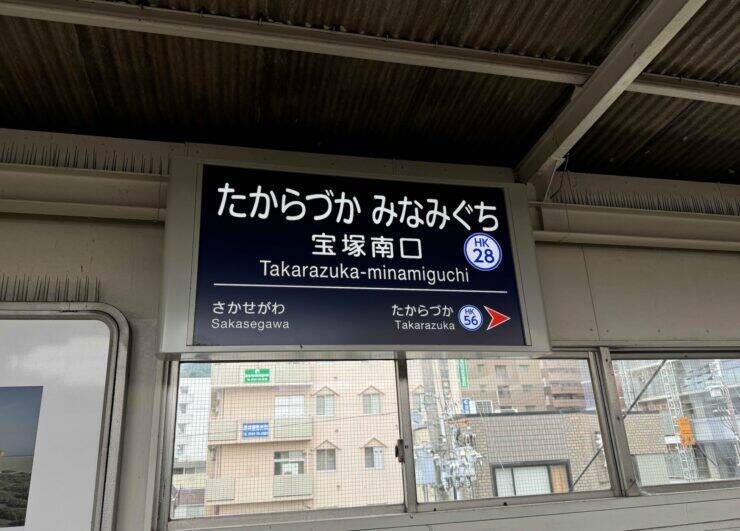 たからづか みなみぐち
宝塚南口
HK
28
Takarazuka-minamiguchi
さかせがわ
Sakasegawa
たからづか
Takarazuka
HK
56